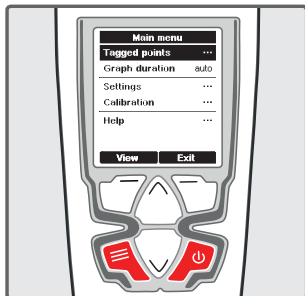 Main menu
Tagged points ...
Graph duration auto
Settings ...
Calibration ...
Help ...
View Exit